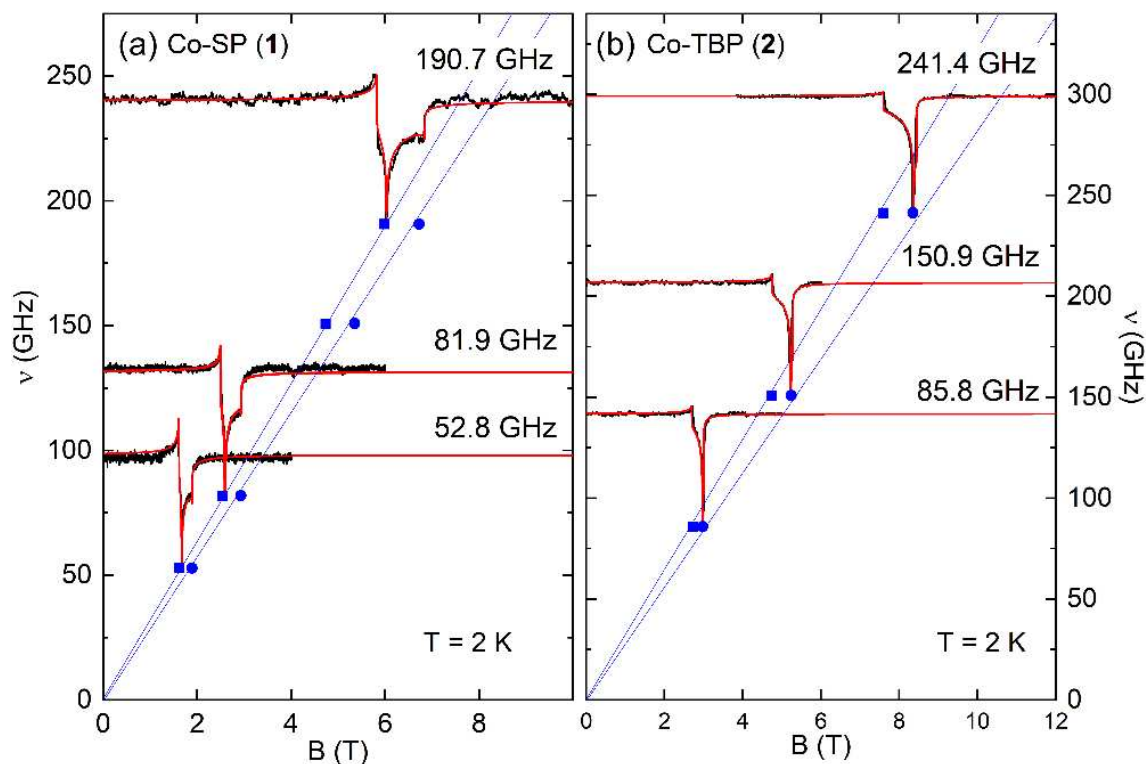 (a) Co-SP (1)
190.7 GHz
81.9 GHz
52.8 GHz
T = 2 K
250
200
150
100
50
0
ν (GHz)
0 2 4 6 8
B (T)
(b) Co-TBP (2)
241.4 GHz
150.9 GHz
85.8 GHz
T = 2 K
300
250
200
150
100
50
0
ν (GHz)
0 2 4 6 8 10 12
B (T)